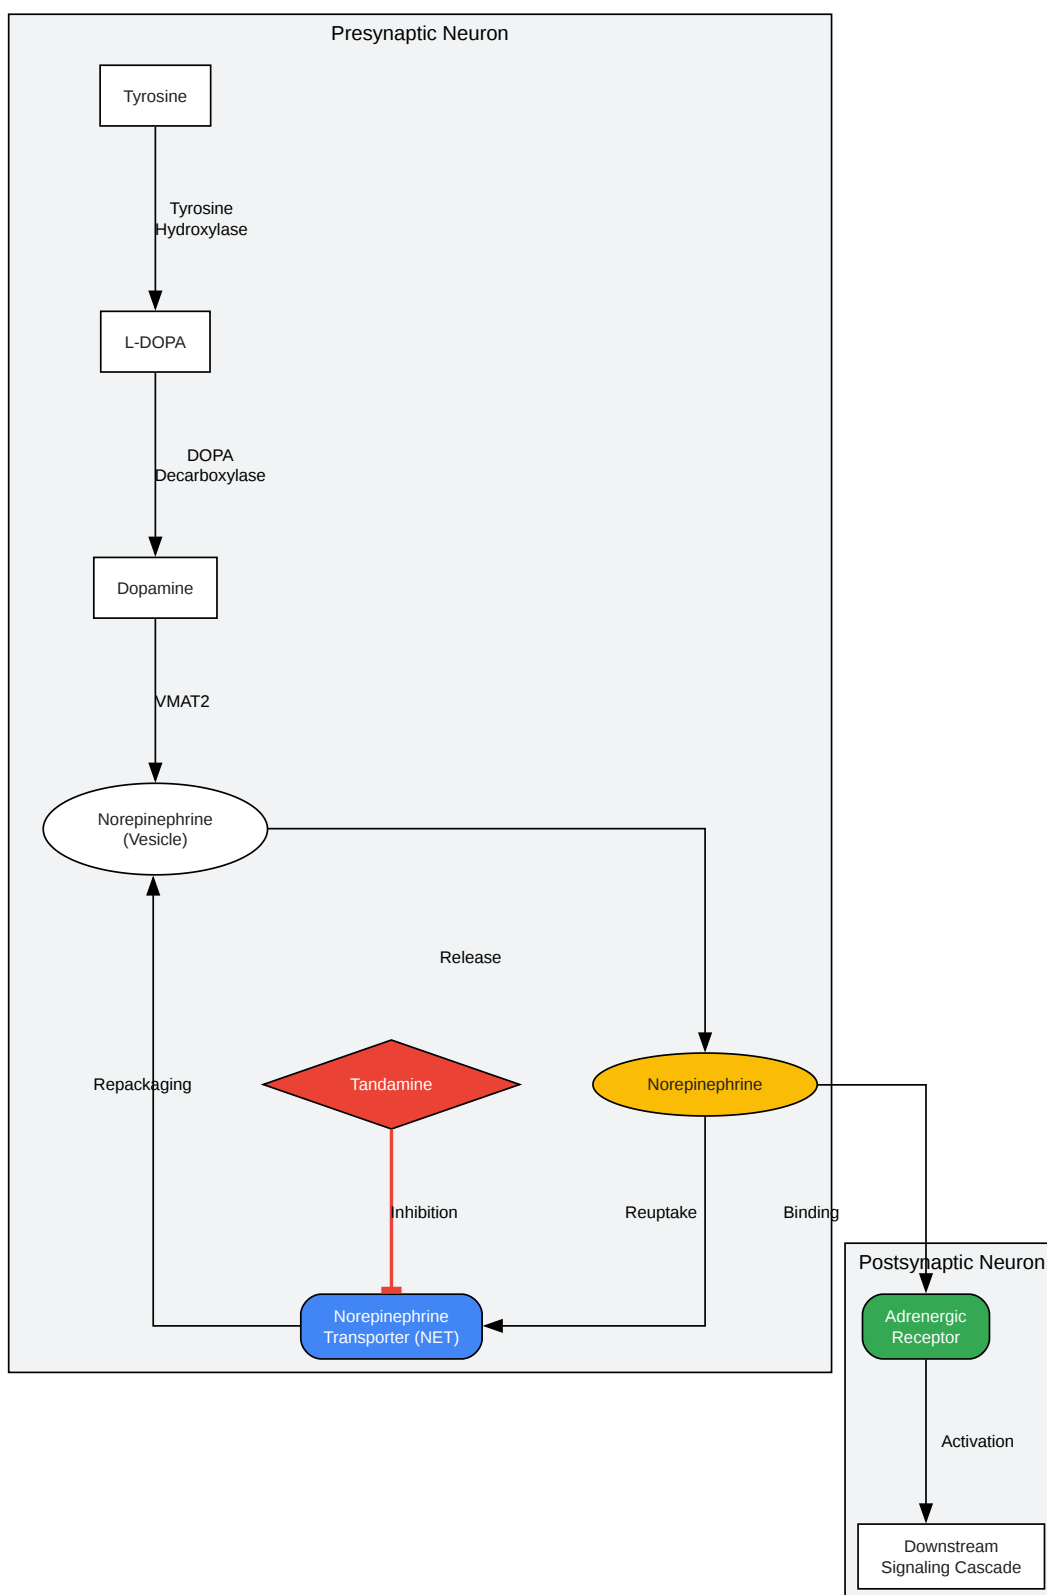 Presynaptic Neuron
Tyrosine
Tyrosine
Hydroxylase
L-DOPA
DOPA
Decarboxylase
Dopamine
VMAT2
Norepinephrine
(Vesicle)
Release
Repackaging
Tandamine
Norepinephrine
Inhibition
Reuptake
Binding
Postsynaptic Neuron
Norepinephrine
Transporter (NET)
Adrenergic
Receptor
Activation
Downstream
Signaling Cascade